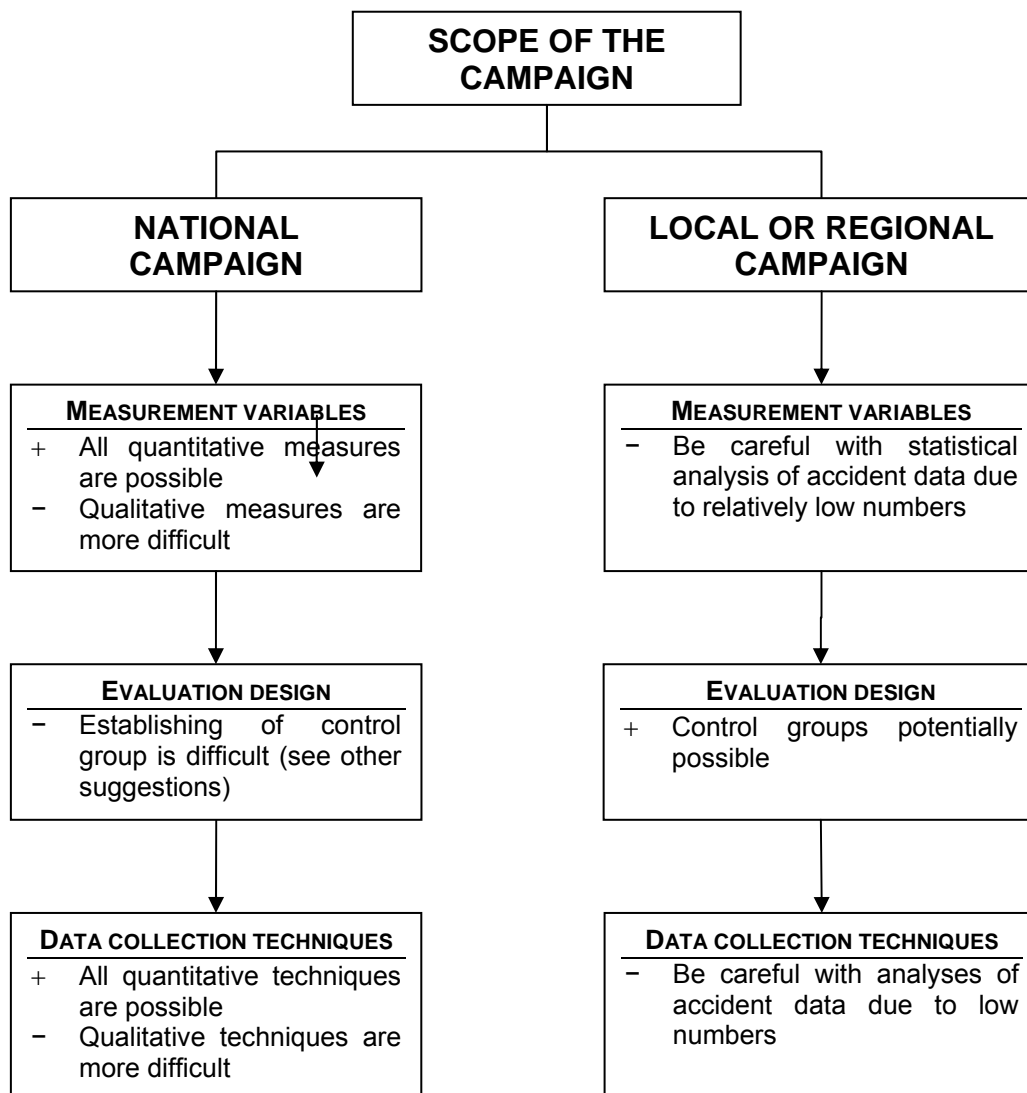 SCOPE OF THE
CAMPAIGN
NATIONAL
CAMPAIGN
MEASUREMENT VARIABLES
+ All quantitative measures
are possible
− Qualitative measures are
more difficult
EVALUATION DESIGN
− Establishing of control
group is difficult (see other
suggestions)
DATA COLLECTION TECHNIQUES
+ All quantitative techniques
are possible
− Qualitative techniques are
more difficult
LOCAL OR REGIONAL
CAMPAIGN
MEASUREMENT VARIABLES
− Be careful with statistical
analysis of accident data due
to relatively low numbers
EVALUATION DESIGN
+ Control groups potentially
possible
DATA COLLECTION TECHNIQUES
− Be careful with analyses of
accident data due to low
numbers